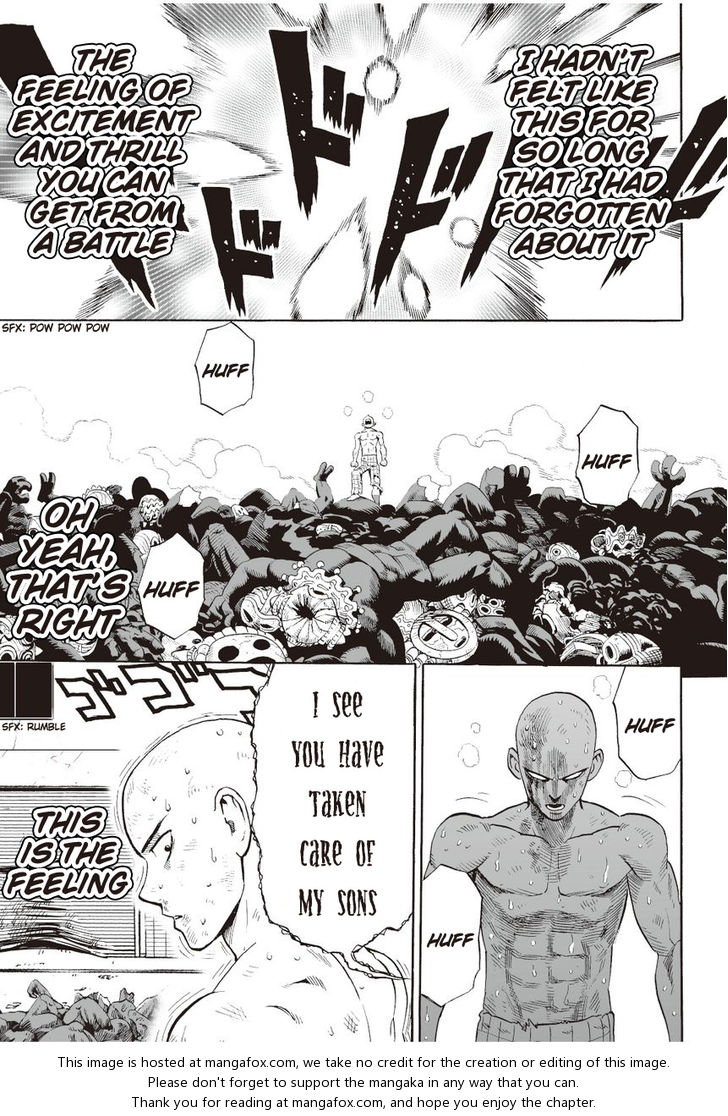 I HADN'T
FELT LIKE
THIS FOR
SO LONG
THAT I HAD
FORGOTTEN
ABOUT IT
THE
FEELING OF
EXCITEMENT
AND THRILL
YOU CAN
GET FROM
A BATTLE
ドドドドド
SFX: POW POW POW
HUFF
HUFF
HUFF
OH
YEAH,
THAT'S
RIGHT
HUFF
HUFF
I see
you have
taken
care of
my sons
ゴゴゴ
SFX: RUMBLE
THIS
IS THE
FEELING
This image is hosted at mangafox.com, we take no credit for the creation or editing of this image.
Please don't forget to support the mangaka in any way that you can.
Thank you for reading at mangafox.com, and hope you enjoy the chapter.